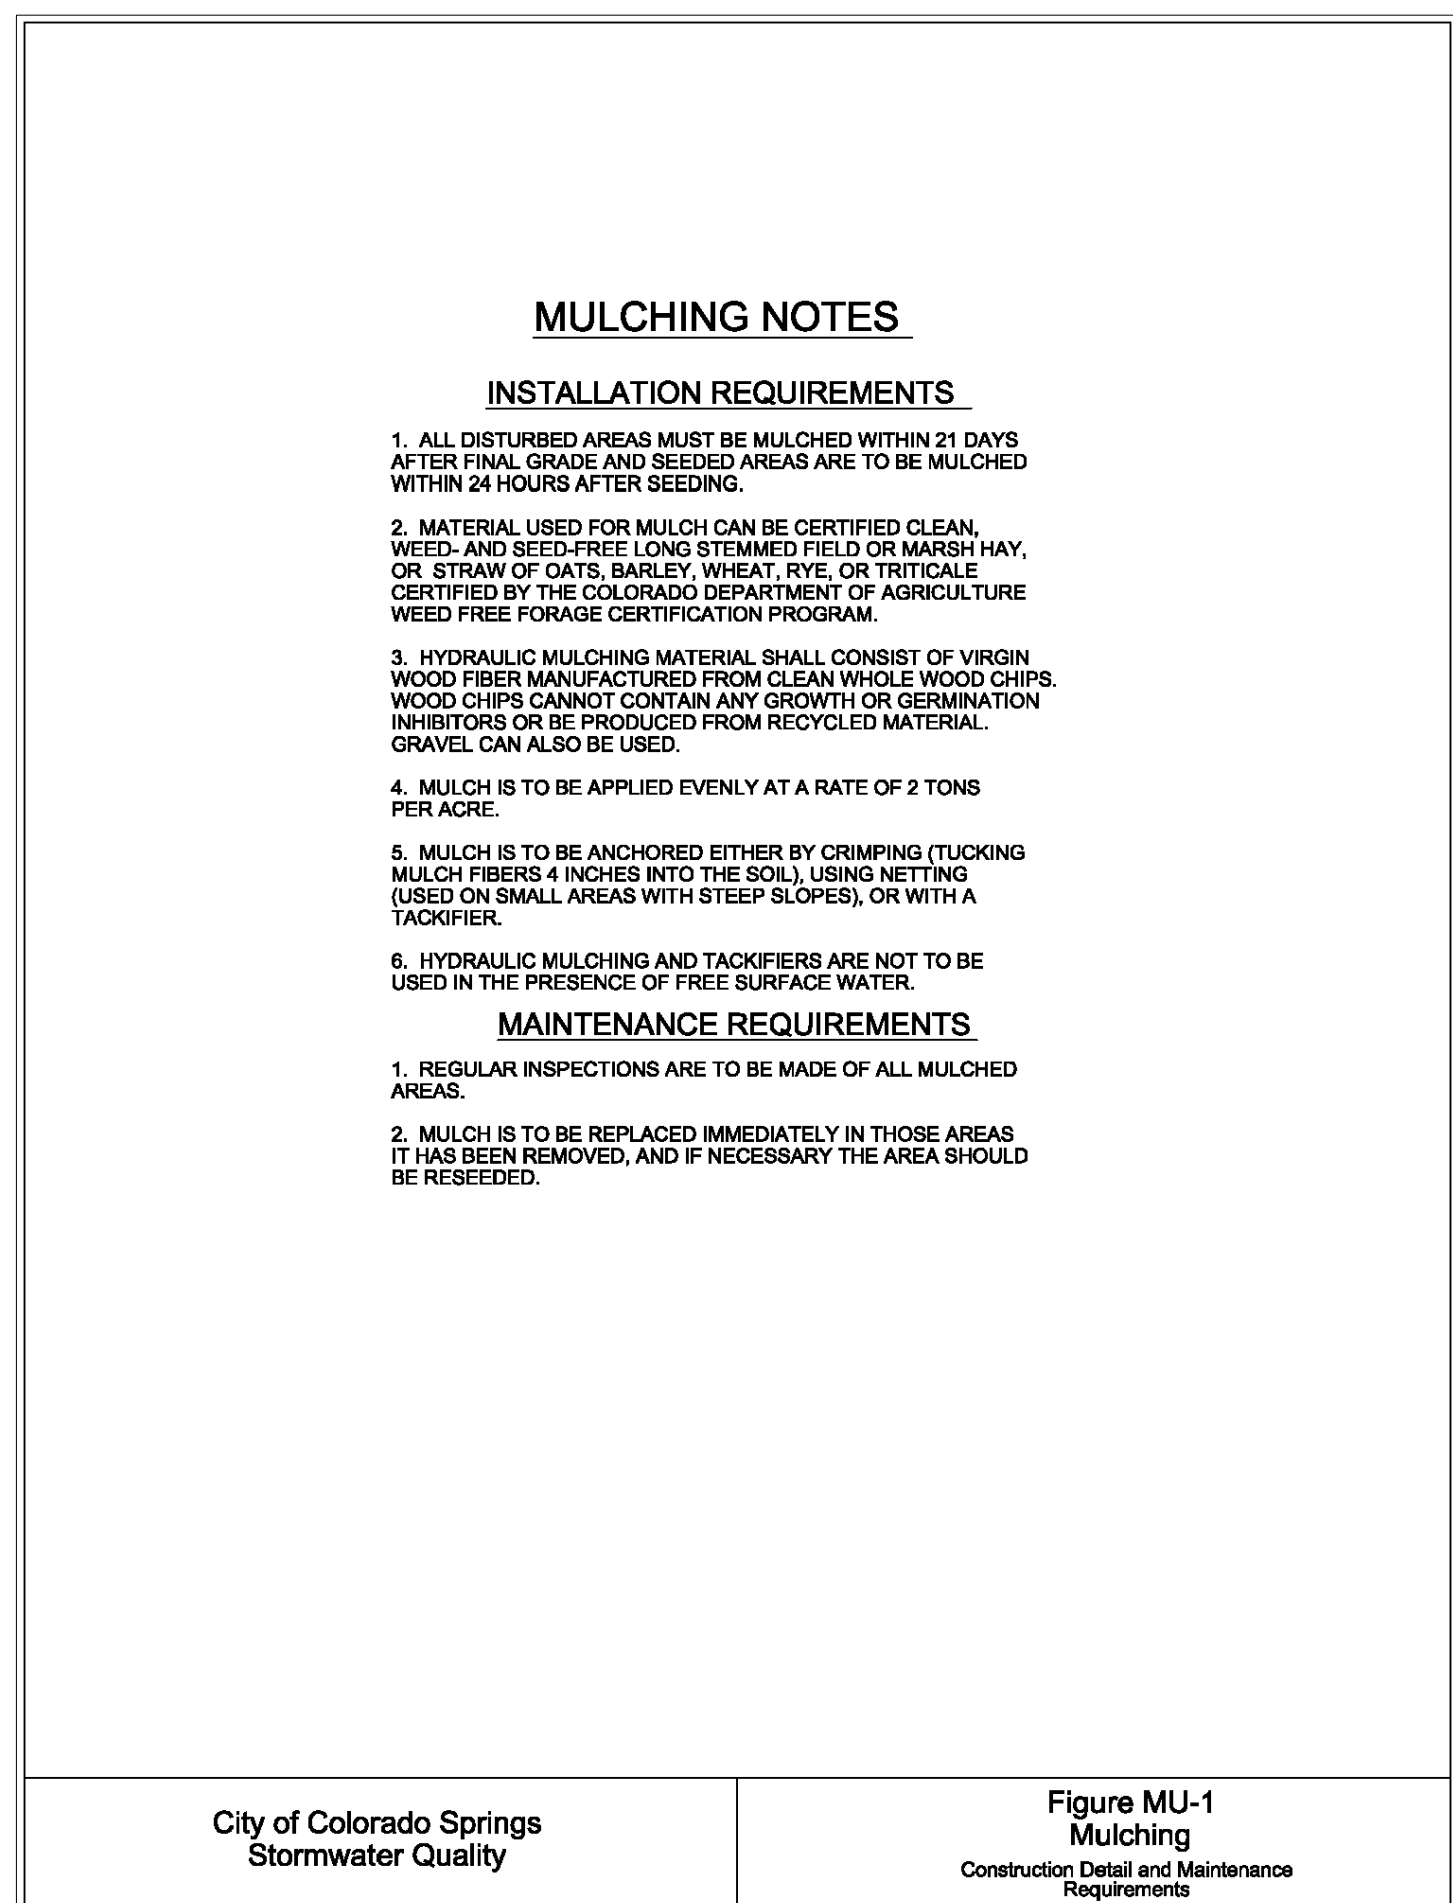 MULCHING NOTES
INSTALLATION REQUIREMENTS
1. ALL DISTURBED AREAS MUST BE MULCHED WITHIN 21 DAYS
AFTER FINAL GRADE AND SEEDED AREAS ARE TO BE MULCHED
WITHIN 24 HOURS AFTER SEEDING.
2. MATERIAL USED FOR MULCH CAN BE CERTIFIED CLEAN,
WEED- AND SEED-FREE LONG STEMMED FIELD OR MARSH HAY,
OR STRAW OF OATS, BARLEY, WHEAT, RYE, OR TRITICALE
CERTIFIED BY THE COLORADO DEPARTMENT OF AGRICULTURE
WEED FREE FORAGE CERTIFICATION PROGRAM.
3. HYDRAULIC MULCHING MATERIAL SHALL CONSIST OF VIRGIN
WOOD FIBER MANUFACTURED FROM CLEAN WHOLE WOOD CHIPS.
WOOD CHIPS CANNOT CONTAIN ANY GROWTH OR GERMINATION
INHIBITORS OR BE PRODUCED FROM RECYCLED MATERIAL.
GRAVEL CAN ALSO BE USED.
4. MULCH IS TO BE APPLIED EVENLY AT A RATE OF 2 TONS
PER ACRE.
5. MULCH IS TO BE ANCHORED EITHER BY CRIMPING (TUCKING
MULCH FIBERS 4 INCHES INTO THE SOIL), USING NETTING
(USED ON SMALL AREAS WITH STEEP SLOPES), OR WITH A
TACKIFIER.
6. HYDRAULIC MULCHING AND TACKIFIERS ARE NOT TO BE
USED IN THE PRESENCE OF FREE SURFACE WATER.
MAINTENANCE REQUIREMENTS
1. REGULAR INSPECTIONS ARE TO BE MADE OF ALL MULCHED
AREAS.
2. MULCH IS TO BE REPLACED IMMEDIATELY IN THOSE AREAS
IT HAS BEEN REMOVED, AND IF NECESSARY THE AREA SHOULD
BE RESEEDED.
City of Colorado Springs
Stormwater Quality
Figure MU-1
Mulching
Construction Detail and Maintenance
Requirements